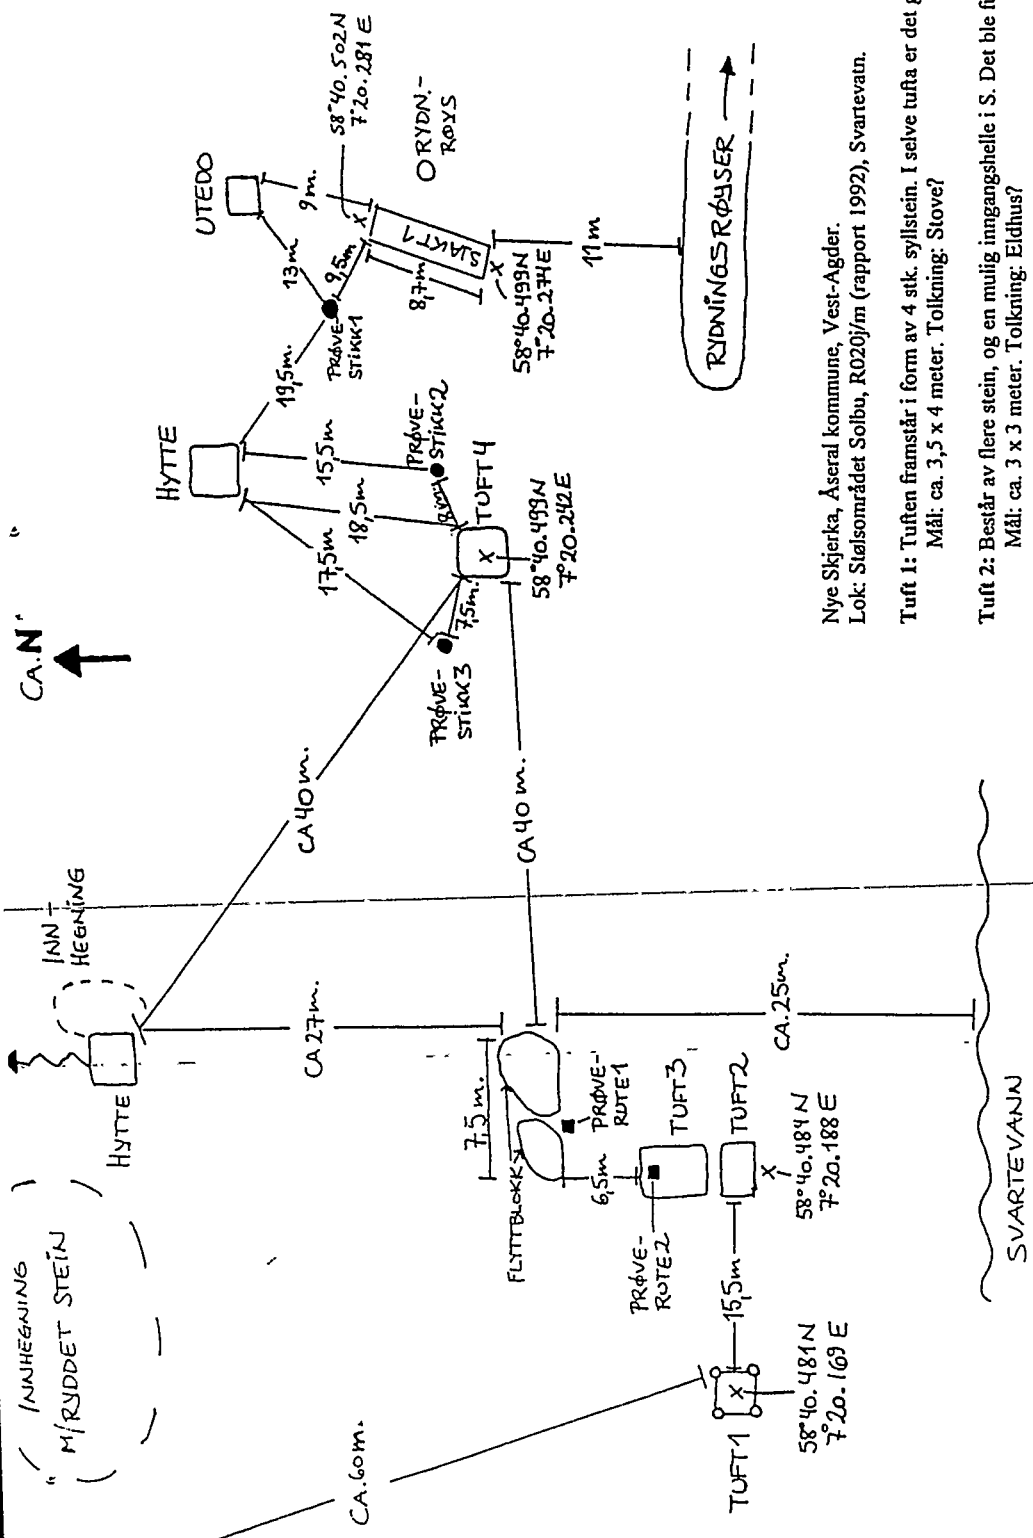 " INNHEGNING "
M/RYDDET STEIN
CA.N
INN-
HEGNING
HYTTE
CA 27m.
CA 40m.
CA 40m.
CA.25m.
7,5m.
FLYTTBLOKK
PRØVE-
RUTE1
6,5m
PRØVE-
RUTE2
TUFT3
TUFT2
58°40.484N
7°20.188E
15,5m
CA.60m.
TUFT1
58°40.481N
7°20.169E
SVARTEVANN
HYTTE
19,5m.
15,5m
18,5m
17,5m
PRØVE-
STIKK3
7,5m.
8m
PRØVE-
STIKK2
TUFT4
58°40.499N
7°20.242E
UTEDO
13m
9m.
9,5m
PRØVE-
STIKK1
58°40.502N
7°20.281E
SJAKT1
8,7m
ORYDN.-
RØYS
58°40.499N
7°20.274E
11m
RYDNINGSRØYSER
Nye Skjerka, Åseral kommune, Vest-Agder.
Lok: Stølsområdet Solbu, R020j/m (rapport 1992), Svartevatn.
Tuft 1: Tuften framstår i form av 4 stk. syllstein. I selve tufta er det g
Mål: ca. 3,5 x 4 meter. Tolkning: Stove?
Tuft 2: Består av flere stein, og en mulig inngangshelle i S. Det ble fi
Mål: ca. 3 x 3 meter. Tolkning: Eldhus?